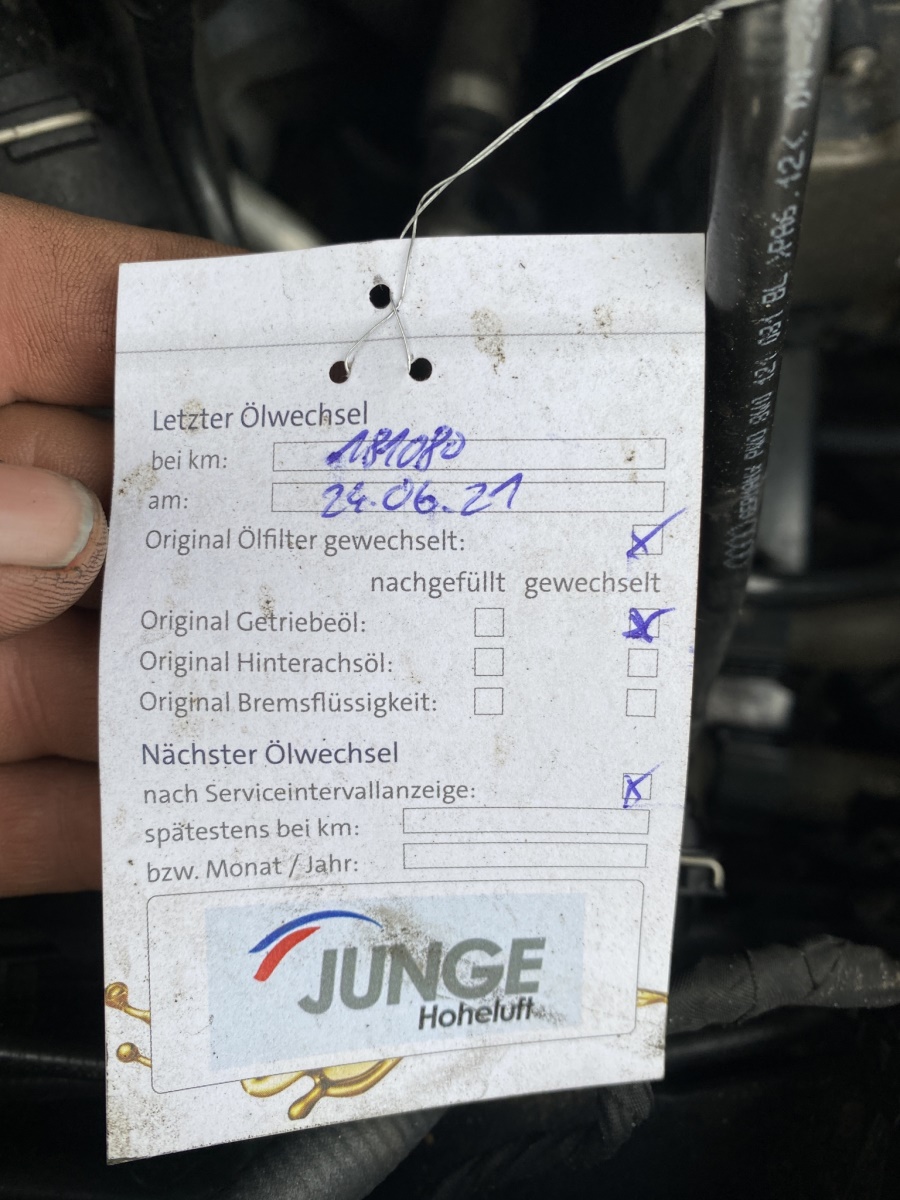 Letzter Ölwechsel
bei km: 181080
am: 24.06.21
Original Ölfilter gewechselt:
nachgefüllt gewechselt
Original Getriebeöl:
Original Hinterachsöl:
Original Bremsflüssigkeit:
Nächster Ölwechsel
nach Serviceintervallanzeige:
spätestens bei km:
bzw. Monat / Jahr:
JUNGE
Hoheluft